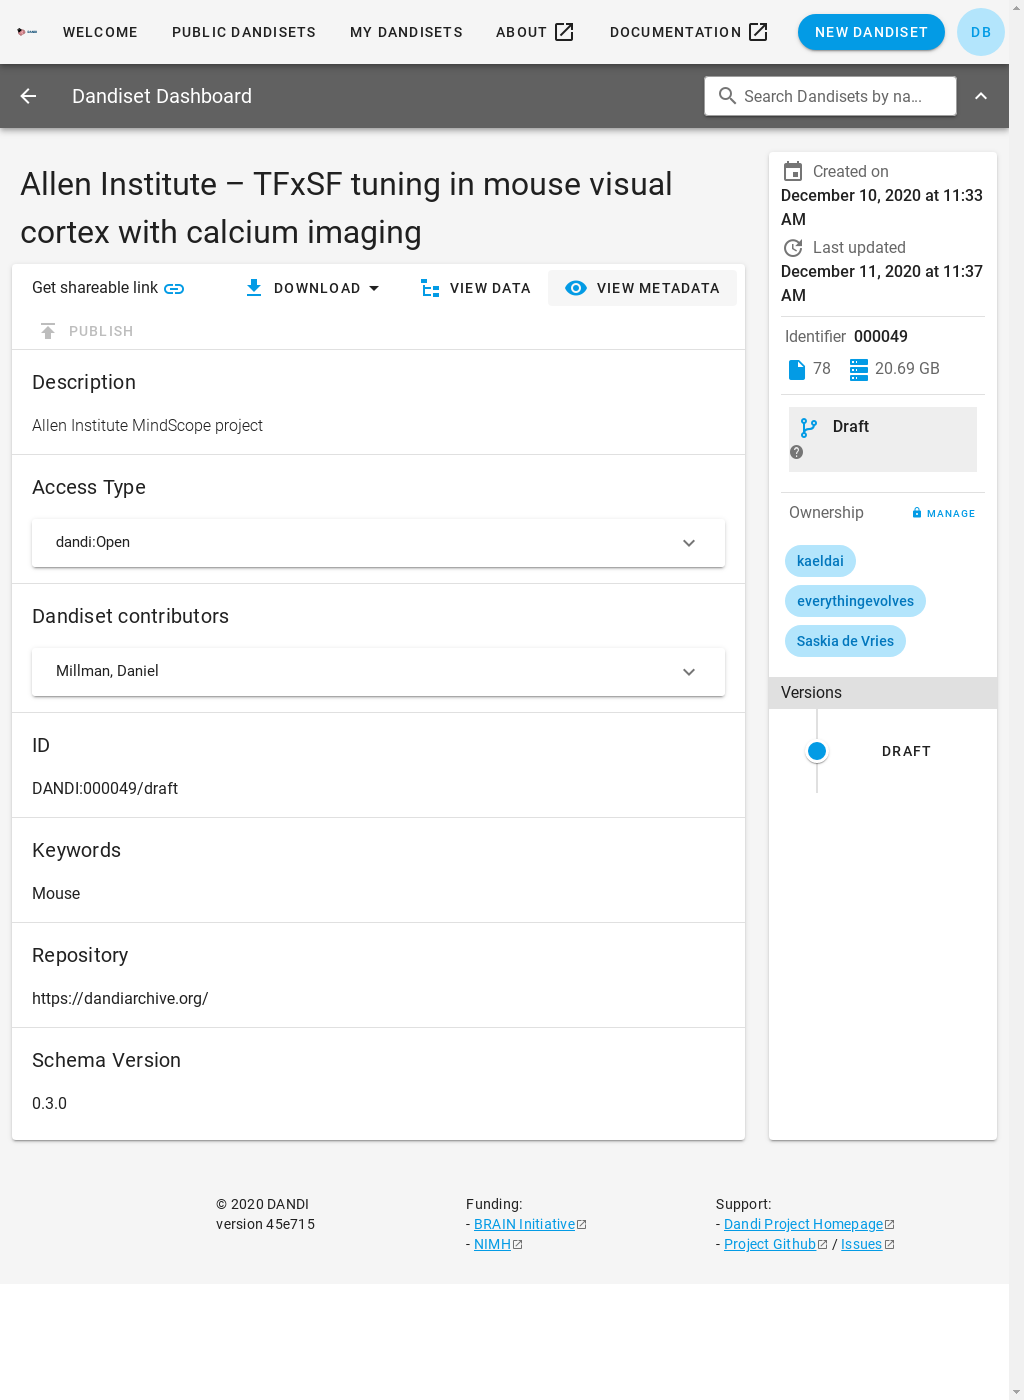 WELCOME PUBLIC DANDISETS MY DANDISETS ABOUT DOCUMENTATION NEW DANDISET DB
Dandiset Dashboard
Search Dandisets by na...
Allen Institute – TFxSF tuning in mouse visual
cortex with calcium imaging
Get shareable link DOWNLOAD VIEW DATA VIEW METADATA
PUBLISH
Description
Allen Institute MindScope project
Access Type
dandi:Open
Dandiset contributors
Millman, Daniel
ID
DANDI:000049/draft
Keywords
Mouse
Repository
https://dandiarchive.org/
Schema Version
0.3.0
Created on
December 10, 2020 at 11:33
AM
Last updated
December 11, 2020 at 11:37
AM
Identifier 000049
78 20.69 GB
Draft
Ownership MANAGE
kaeldai
everythingevolves
Saskia de Vries
Versions
DRAFT
© 2020 DANDI
version 45e715
Funding:
- BRAIN Initiative
- NIMH
Support:
- Dandi Project Homepage
- Project Github / Issues